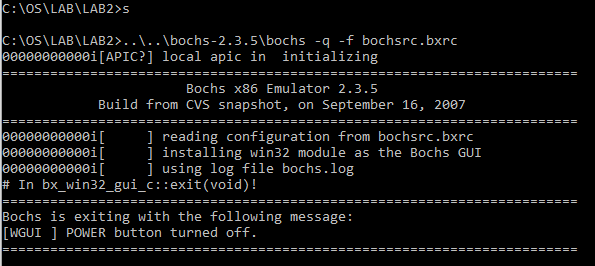 C:\OS\LAB\LAB2>s
C:\OS\LAB\LAB2>..\..\bochs-2.3.5\bochs -q -f bochsrc.bxrc
00000000000i[APIC?] local apic in  initializing
========================================================================
Bochs x86 Emulator 2.3.5
Build from CVS snapshot, on September 16, 2007
========================================================================
00000000000i[     ] reading configuration from bochsrc.bxrc
00000000000i[     ] installing win32 module as the Bochs GUI
00000000000i[     ] using log file bochs.log
# In bx_win32_gui_c::exit(void)!
========================================================================
Bochs is exiting with the following message:
[WGUI ] POWER button turned off.
========================================================================